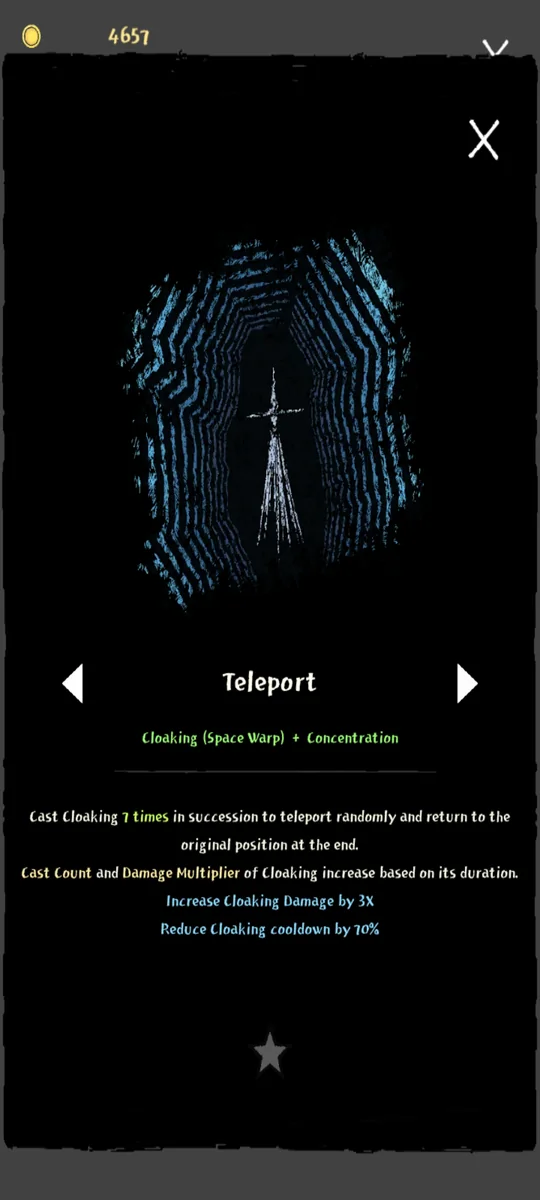 4657
X
Teleport
Cloaking (Space Warp) + Concentration
Cast Cloaking 7 times in succession to teleport randomly and return to the
original position at the end.
Cast Count and Damage Multiplier of Cloaking increase based on its duration.
Increase Cloaking Damage by 3X
Reduce Cloaking cooldown by 70%